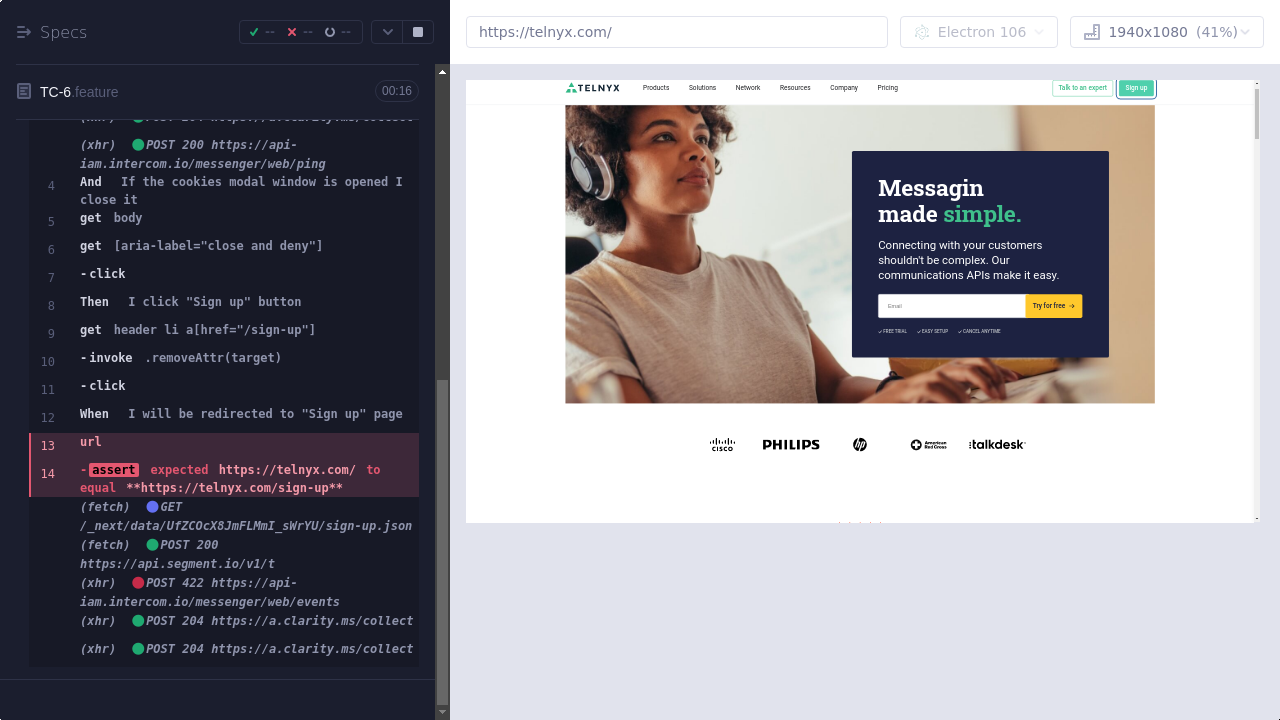 Specs
--
--
--
TC-6.feature
00:16
(xhr) POST 204 https://a.clarity.ms/collect
(xhr) POST 200 https://api-
iam.intercom.io/messenger/web/ping
4 And If the cookies modal window is opened I
close it
5 get body
6 get [aria-label="close and deny"]
7 -click
8 Then I click "Sign up" button
9 get header li a[href="/sign-up"]
10 -invoke .removeAttr(target)
11 -click
12 When I will be redirected to "Sign up" page
13 url
14 -assert expected https://telnyx.com/ to
equal **https://telnyx.com/sign-up**
(fetch) GET
/_next/data/UfZCOcX8JmFLMmI_sWrYU/sign-up.json
(fetch) POST 200
https://api.segment.io/v1/t
(xhr) POST 422 https://api-
iam.intercom.io/messenger/web/events
(xhr) POST 204 https://a.clarity.ms/collect
(xhr) POST 204 https://a.clarity.ms/collect
https://telnyx.com/
Electron 106
1940x1080 (41%)
TELNYX
Products
Solutions
Network
Resources
Company
Pricing
Talk to an expert
Sign up
Messagin
made simple.
Connecting with your customers
shouldn't be complex. Our
communications APIs make it easy.
Email
Try for free →
FREE TRIAL
EASY SETUP
CANCEL ANYTIME
CISCO
PHILIPS
hp
American
Red Cross
:talkdesk®